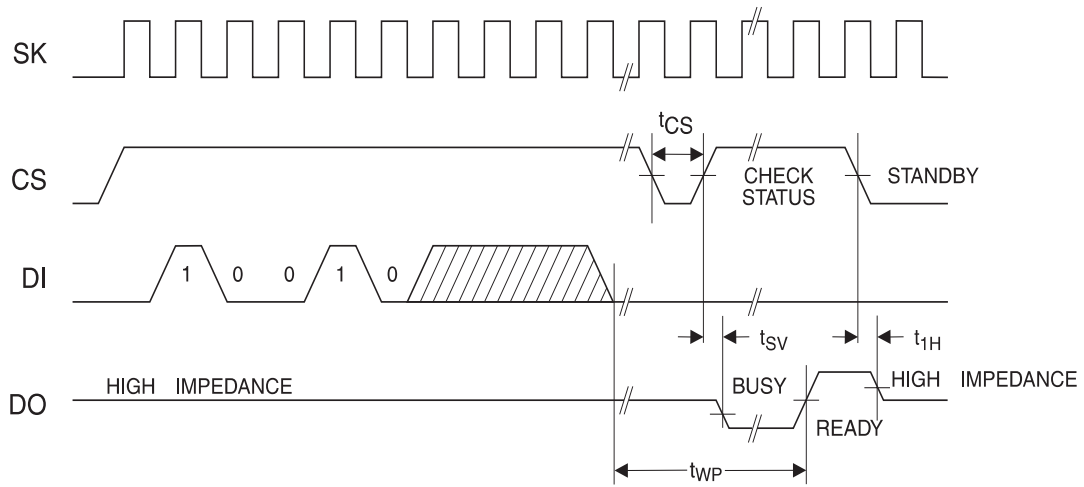 SK
tCS
CS
CHECK
STATUS
STANDBY
DI
1 0 0 1 0
tSV
t1H
HIGH IMPEDANCE
BUSY
HIGH IMPEDANCE
DO
READY
tWP